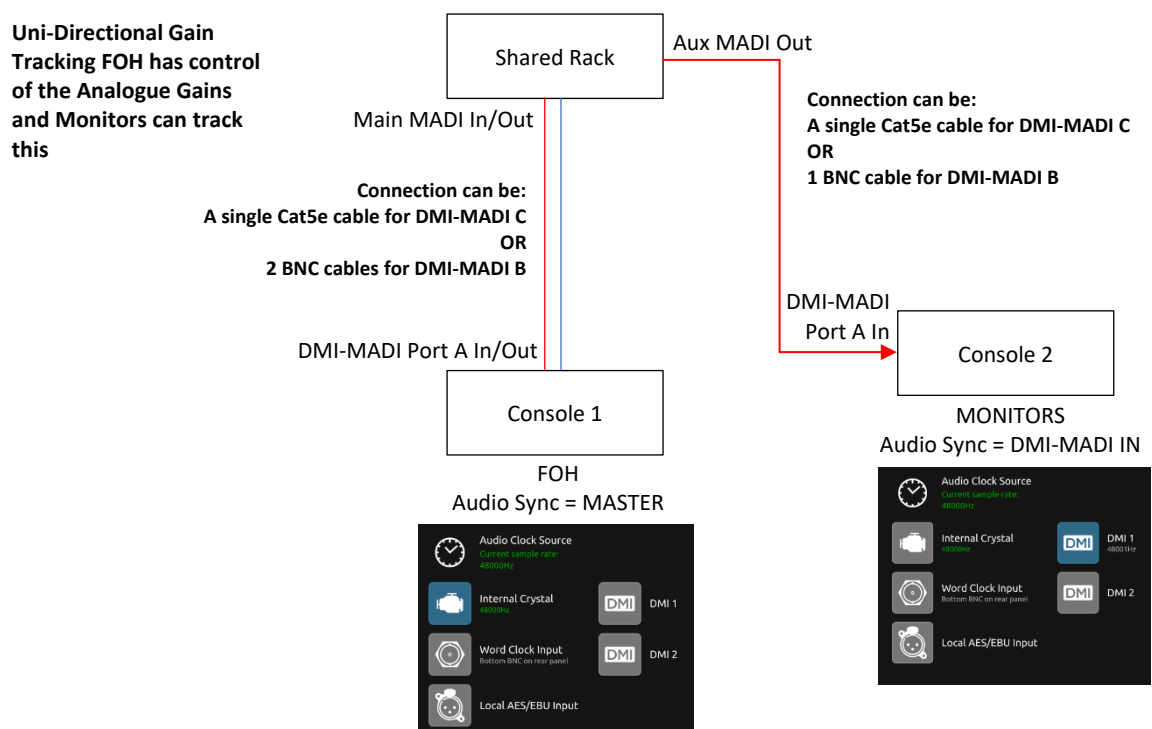 Uni-Directional Gain
Tracking FOH has control
of the Analogue Gains
and Monitors can track
this
Shared Rack
Aux MADI Out
Main MADI In/Out
Connection can be:
A single Cat5e cable for DMI-MADI C
OR
1 BNC cable for DMI-MADI B
Connection can be:
A single Cat5e cable for DMI-MADI C
OR
2 BNC cables for DMI-MADI B
DMI-MADI
Port A In
DMI-MADI Port A In/Out
Console 1
Console 2
FOH
Audio Sync = MASTER
MONITORS
Audio Sync = DMI-MADI IN
Audio Clock Source
Current sample rate:
48000Hz
Internal Crystal
48000Hz
DMI DMI 1
Word Clock Input
Bottom BNC on rear panel
DMI DMI 2
Local AES/EBU Input
Audio Clock Source
Current sample rate:
48000Hz
Internal Crystal
48000Hz
DMI DMI 1
48001Hz
Word Clock Input
Bottom BNC on rear panel
DMI DMI 2
Local AES/EBU Input